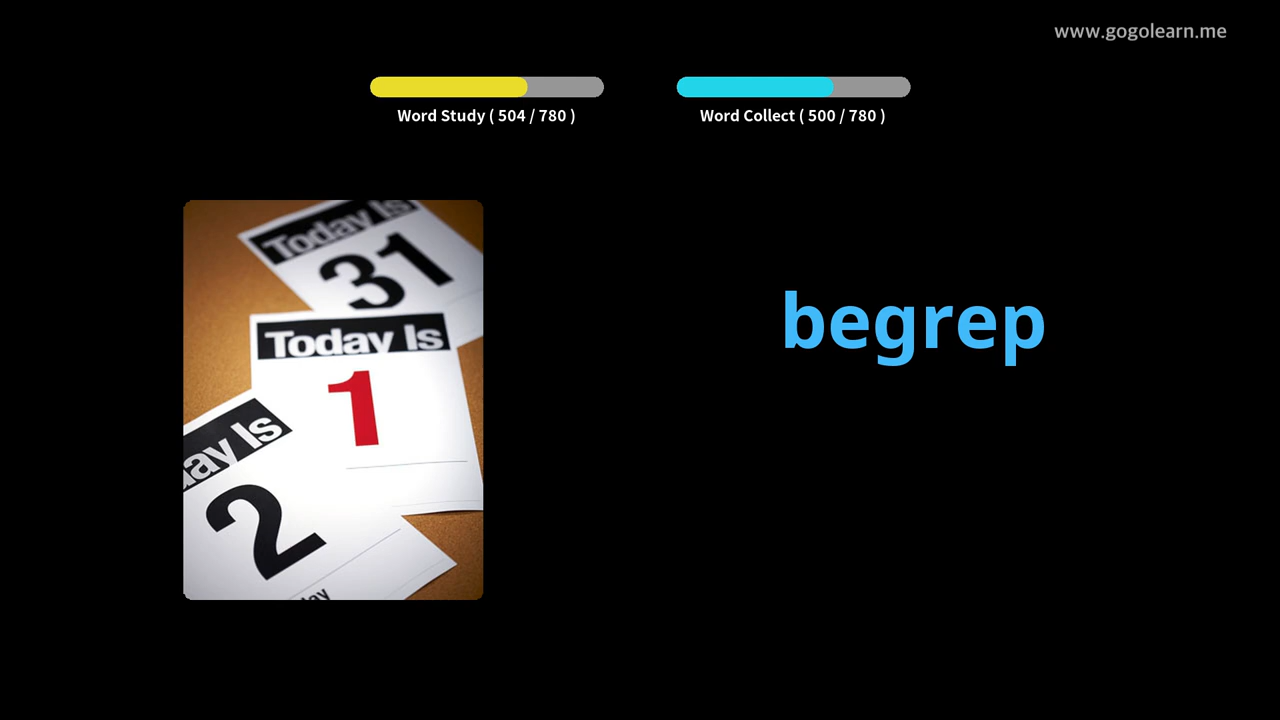 www.gogolearn.me
Word Study ( 504 / 780 )
Word Collect ( 500 / 780 )
Today Is
31
Today Is
1
ay Is
2
ay
begrep